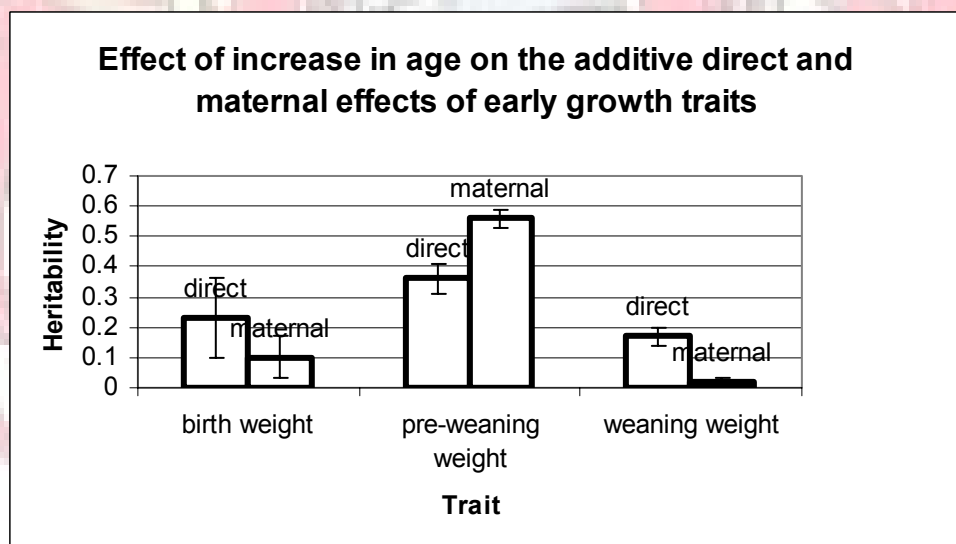 Effect of increase in age on the additive direct and
maternal effects of early growth traits
Heritability
0.7
0.6
0.5
0.4
0.3
0.2
0.1
0
direct
maternal
direct
maternal
direct
maternal
birth weight
pre-weaning
weight
weaning weight
Trait